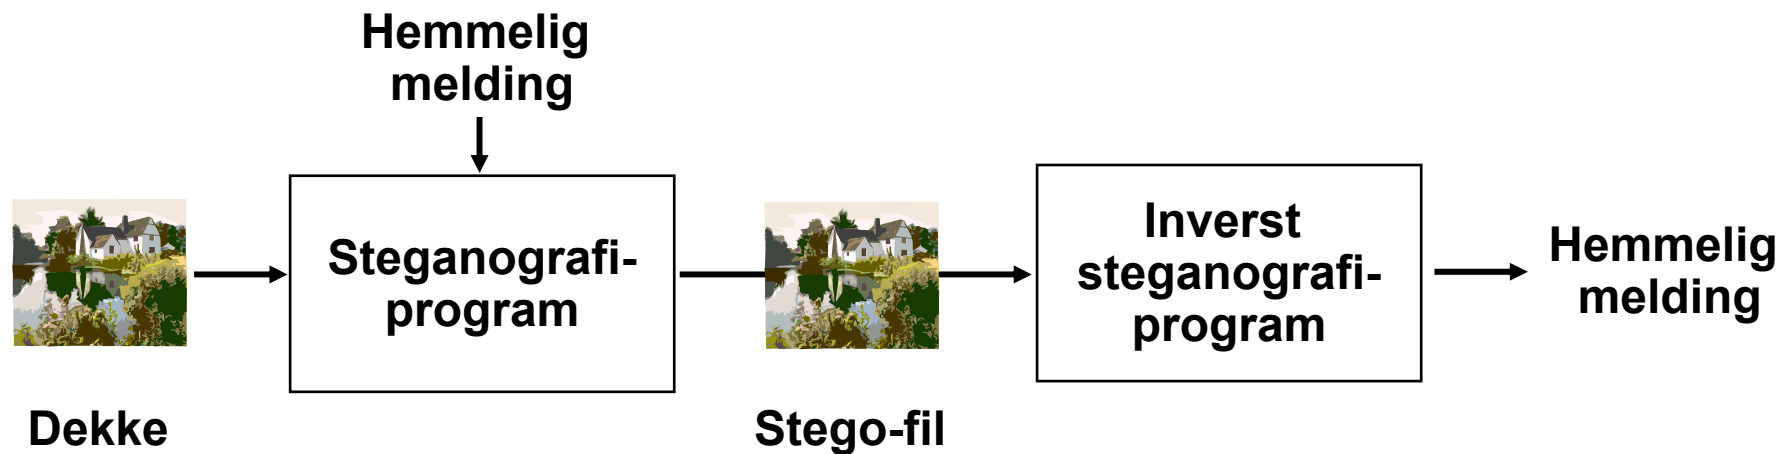 Hemmelig
melding
Steganografi-
program
Inverst
steganografi-
program
Hemmelig
melding
Dekke
Stego-fil